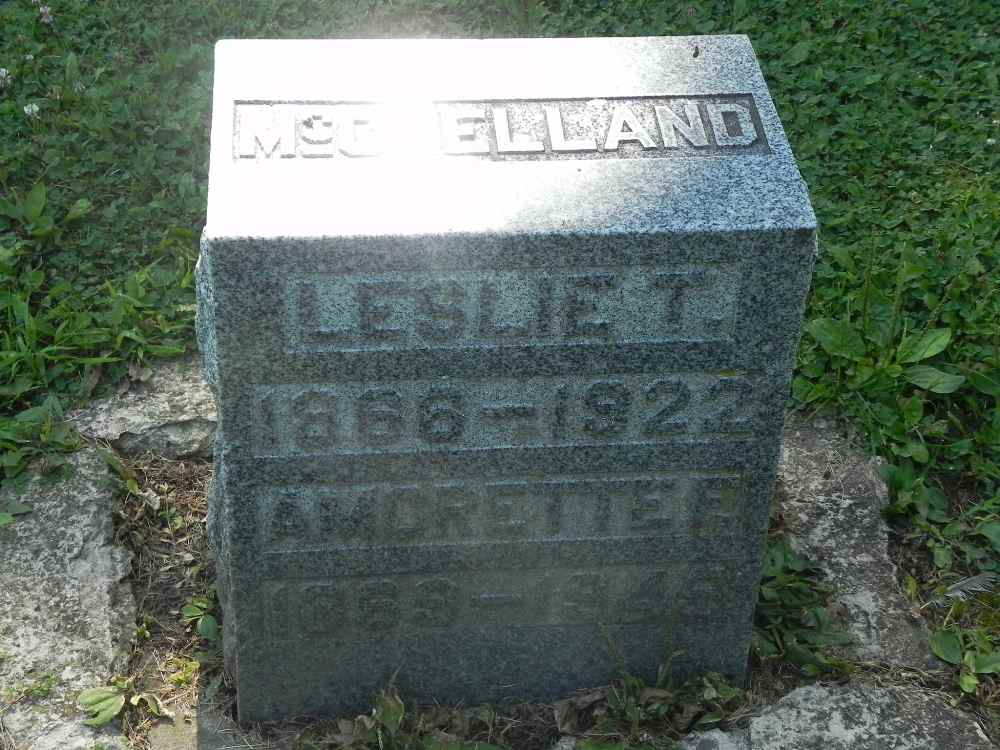 McCLELLAND
LESLIE T.
1866–1922
AMORETTE E